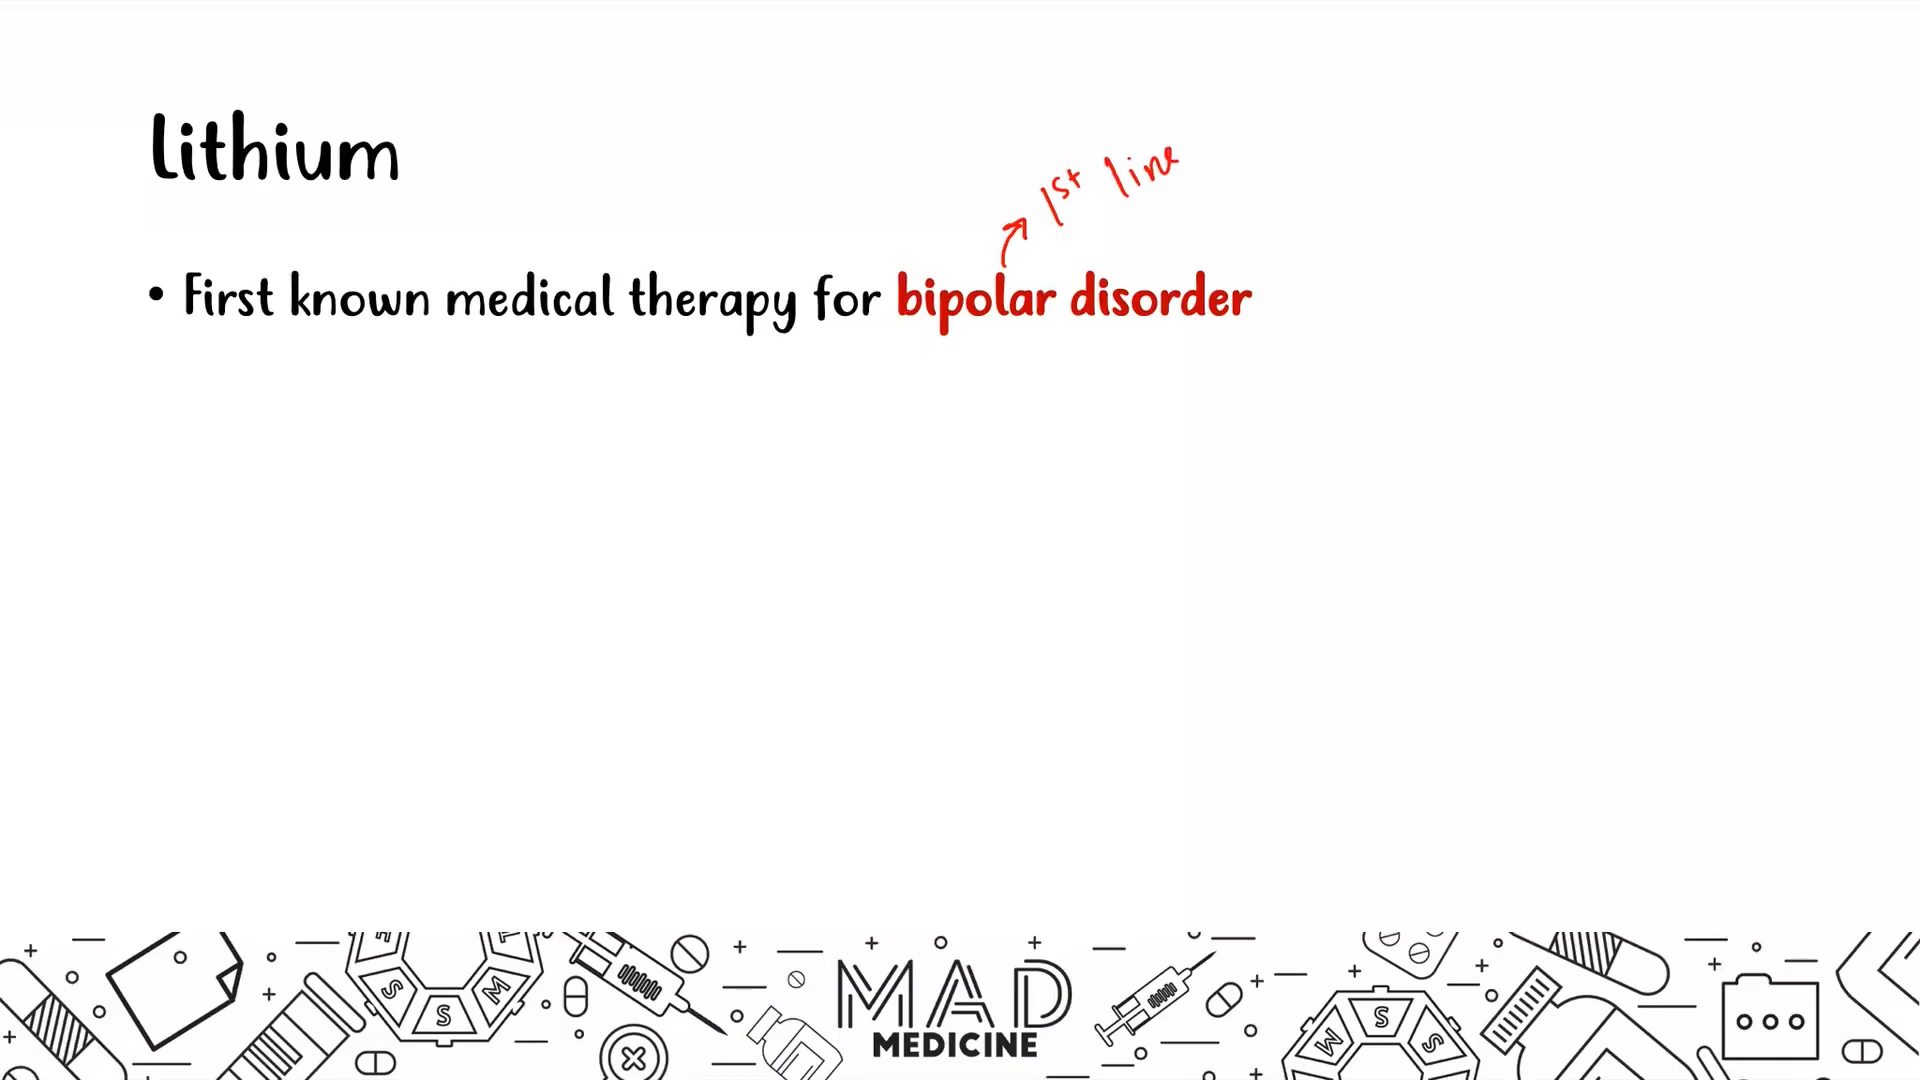 Lithium
1st line
• First known medical therapy for bipolar disorder
H
T
S
S
M
MAD
MEDICINE
M
S
S